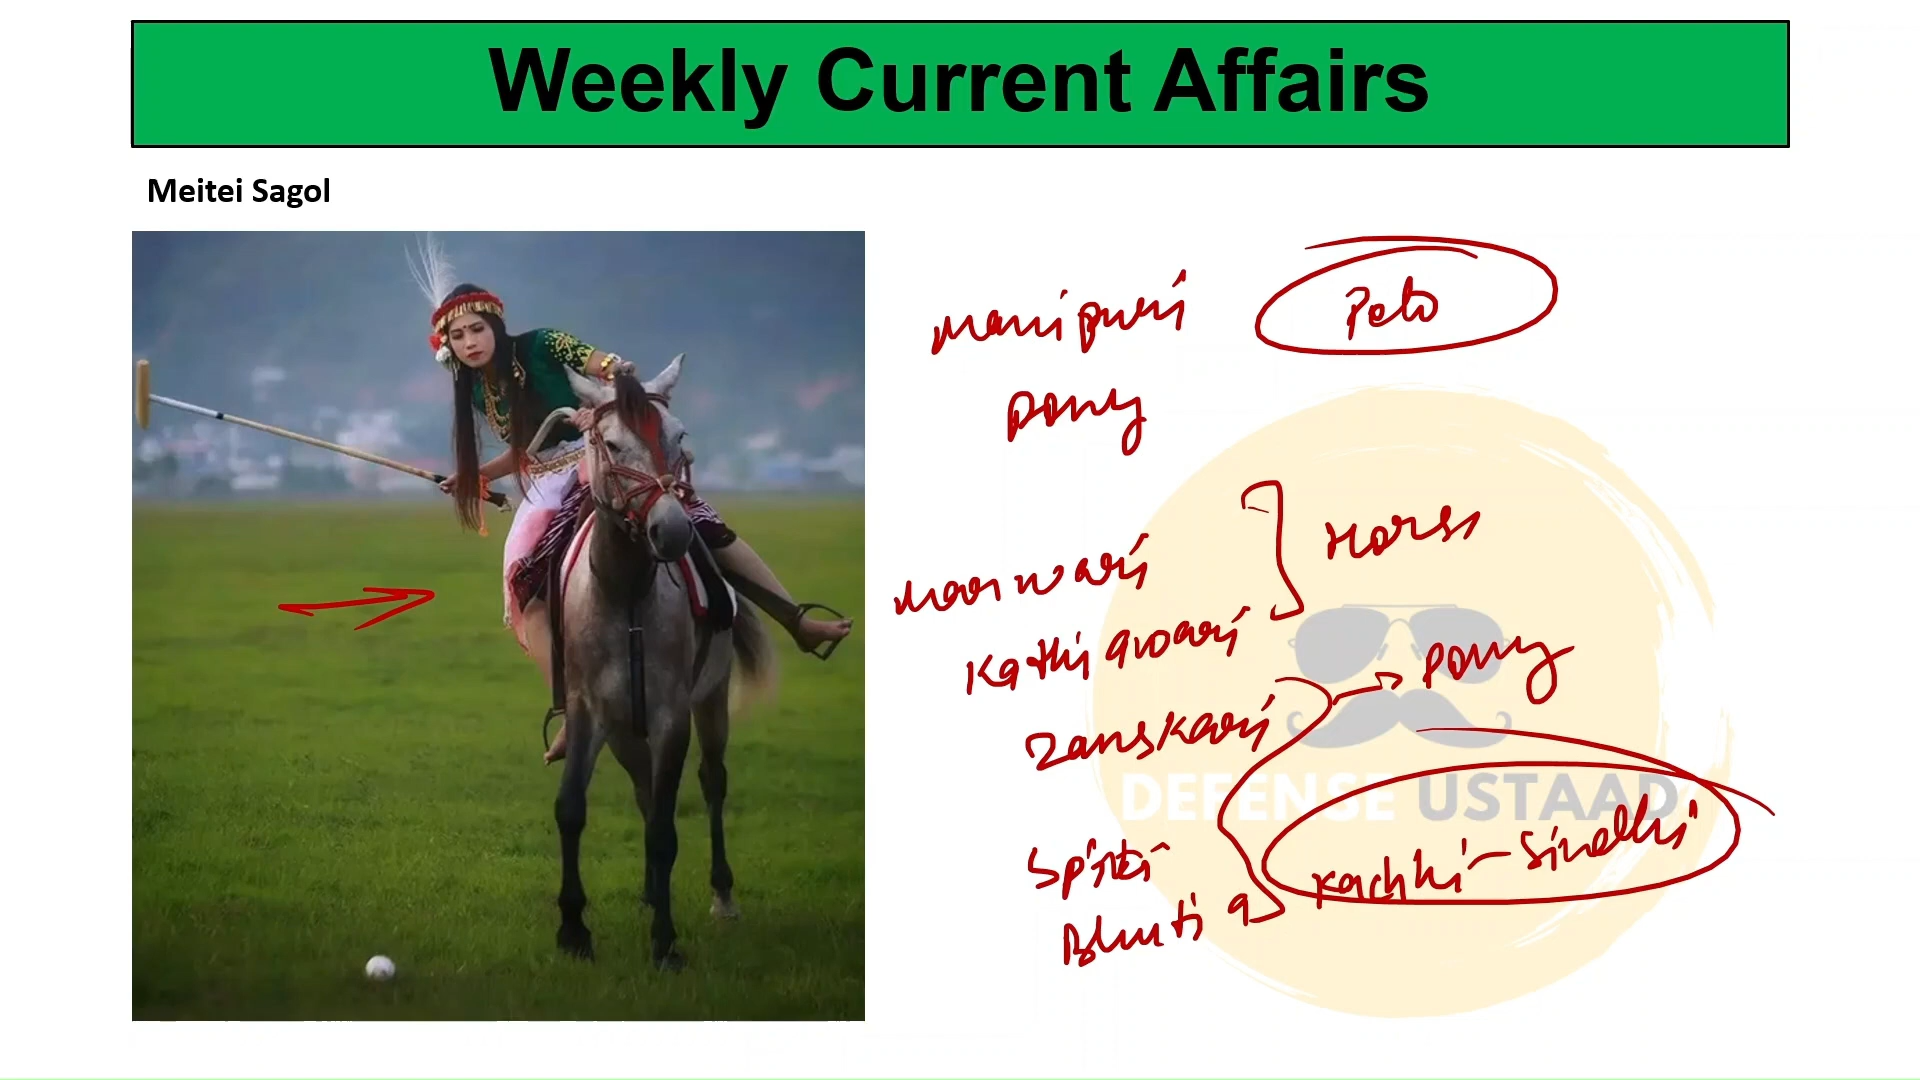 Weekly Current Affairs
Meitei Sagol
Manipuri Polo
Pony
Marwari Horse
Kathiawari
Zanskari Pony
DEFENSE USTAAD
Spiti Kachhi-Sindhi
Bhutia